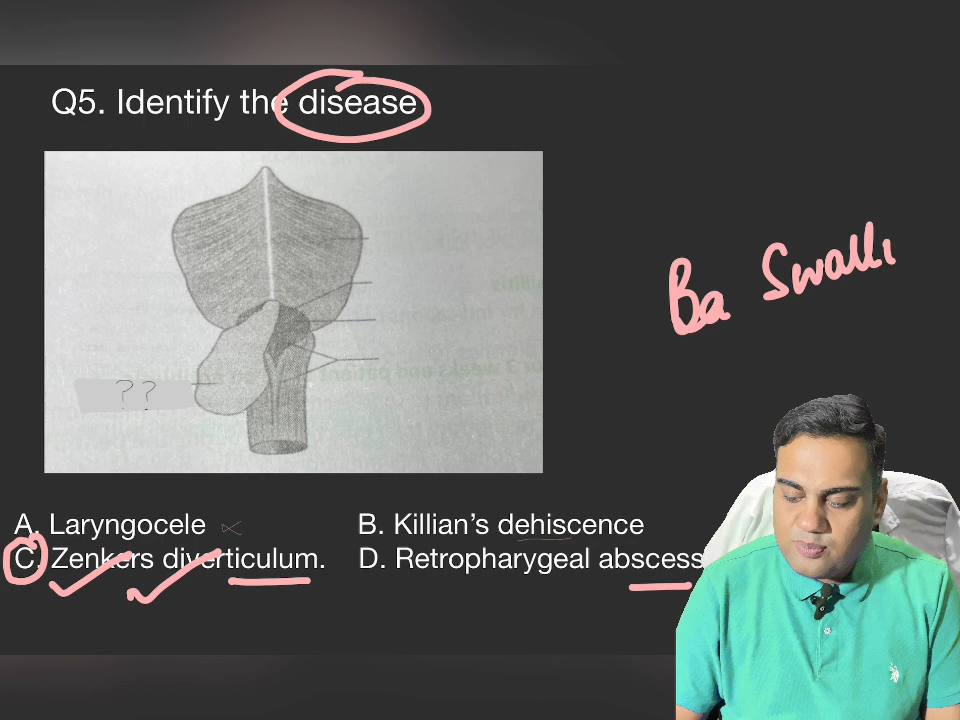 Q5. Identify the disease
Ba Swall
??
A. Laryngocele
B. Killian's dehiscence
C. Zenkers diverticulum.
D. Retropharygeal abscess